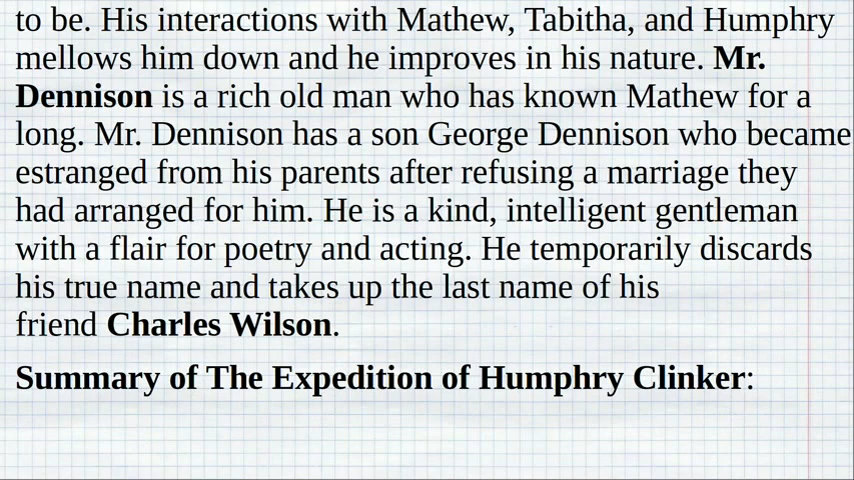 to be. His interactions with Mathew, Tabitha, and Humphry
mellows him down and he improves in his nature. Mr.
Dennison is a rich old man who has known Mathew for a
long. Mr. Dennison has a son George Dennison who became
estranged from his parents after refusing a marriage they
had arranged for him. He is a kind, intelligent gentleman
with a flair for poetry and acting. He temporarily discards
his true name and takes up the last name of his
friend Charles Wilson.
Summary of The Expedition of Humphry Clinker: